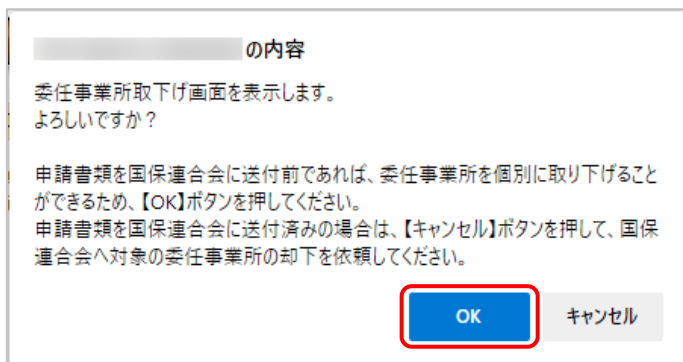 の内容
委任事業所取下げ画面を表示します。
よろしいですか？
申請書類を国保連合会に送付前であれば、委任事業所を個別に取り下げること
ができるため、【OK】ボタンを押してください。
申請書類を国保連合会に送付済みの場合は、【キャンセル】ボタンを押して、国保
連合会へ対象の委任事業所の却下を依頼してください。
OK
キャンセル